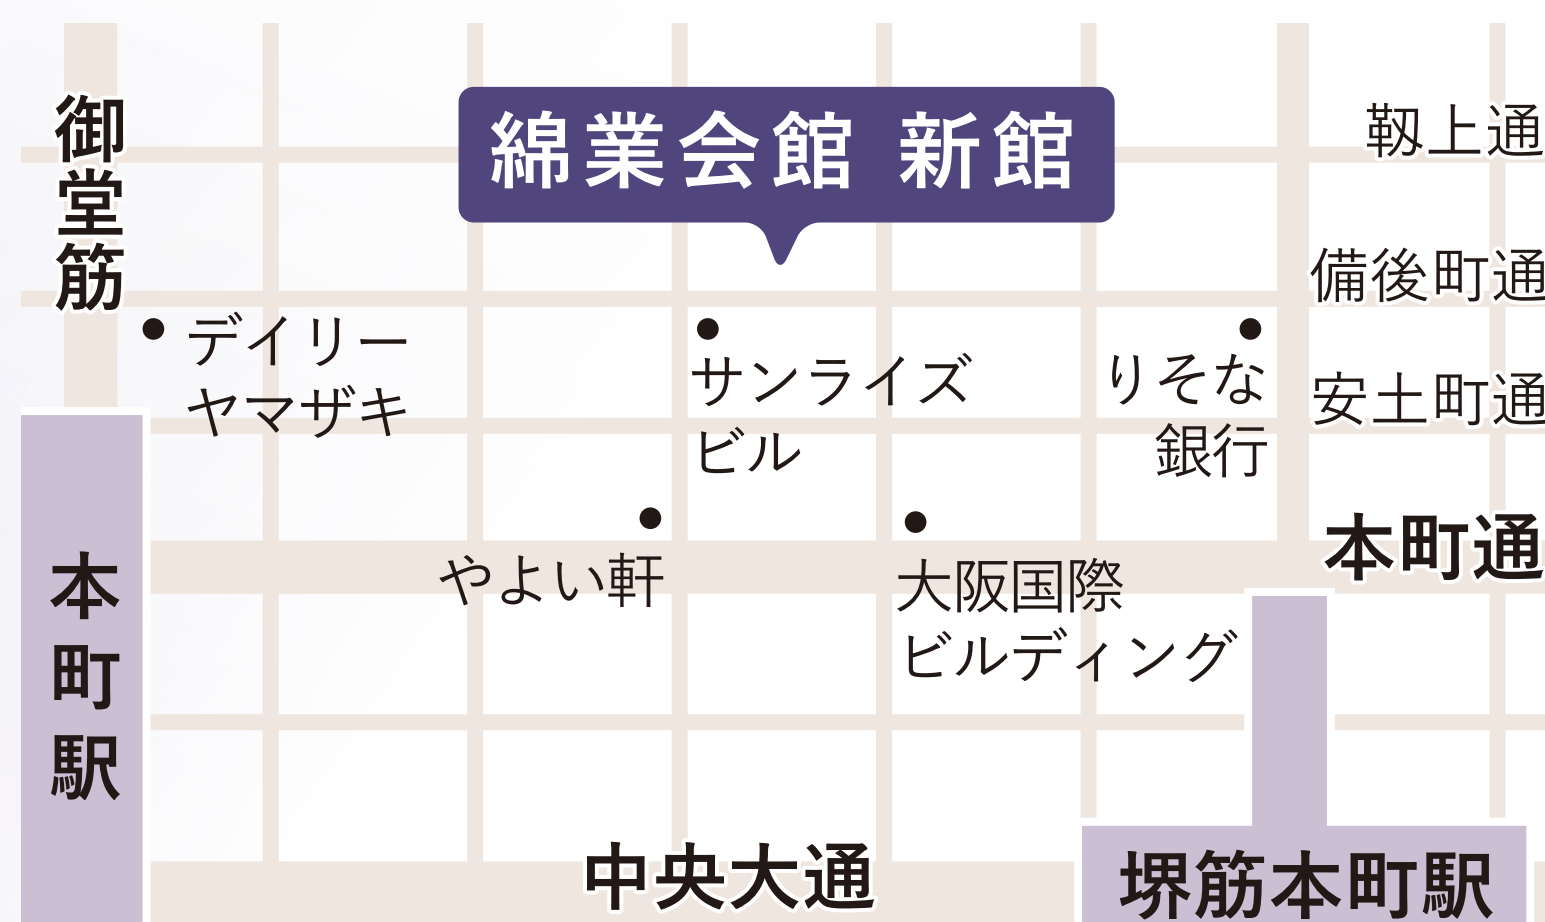 御堂筋
綿業会館 新館
靱上通
備後町通
デイリー
ヤマザキ
サンライズ
ビル
りそな
銀行
安土町通
本町通
やよい軒
大阪国際
ビルディング
本町駅
中央大通
堺筋本町駅